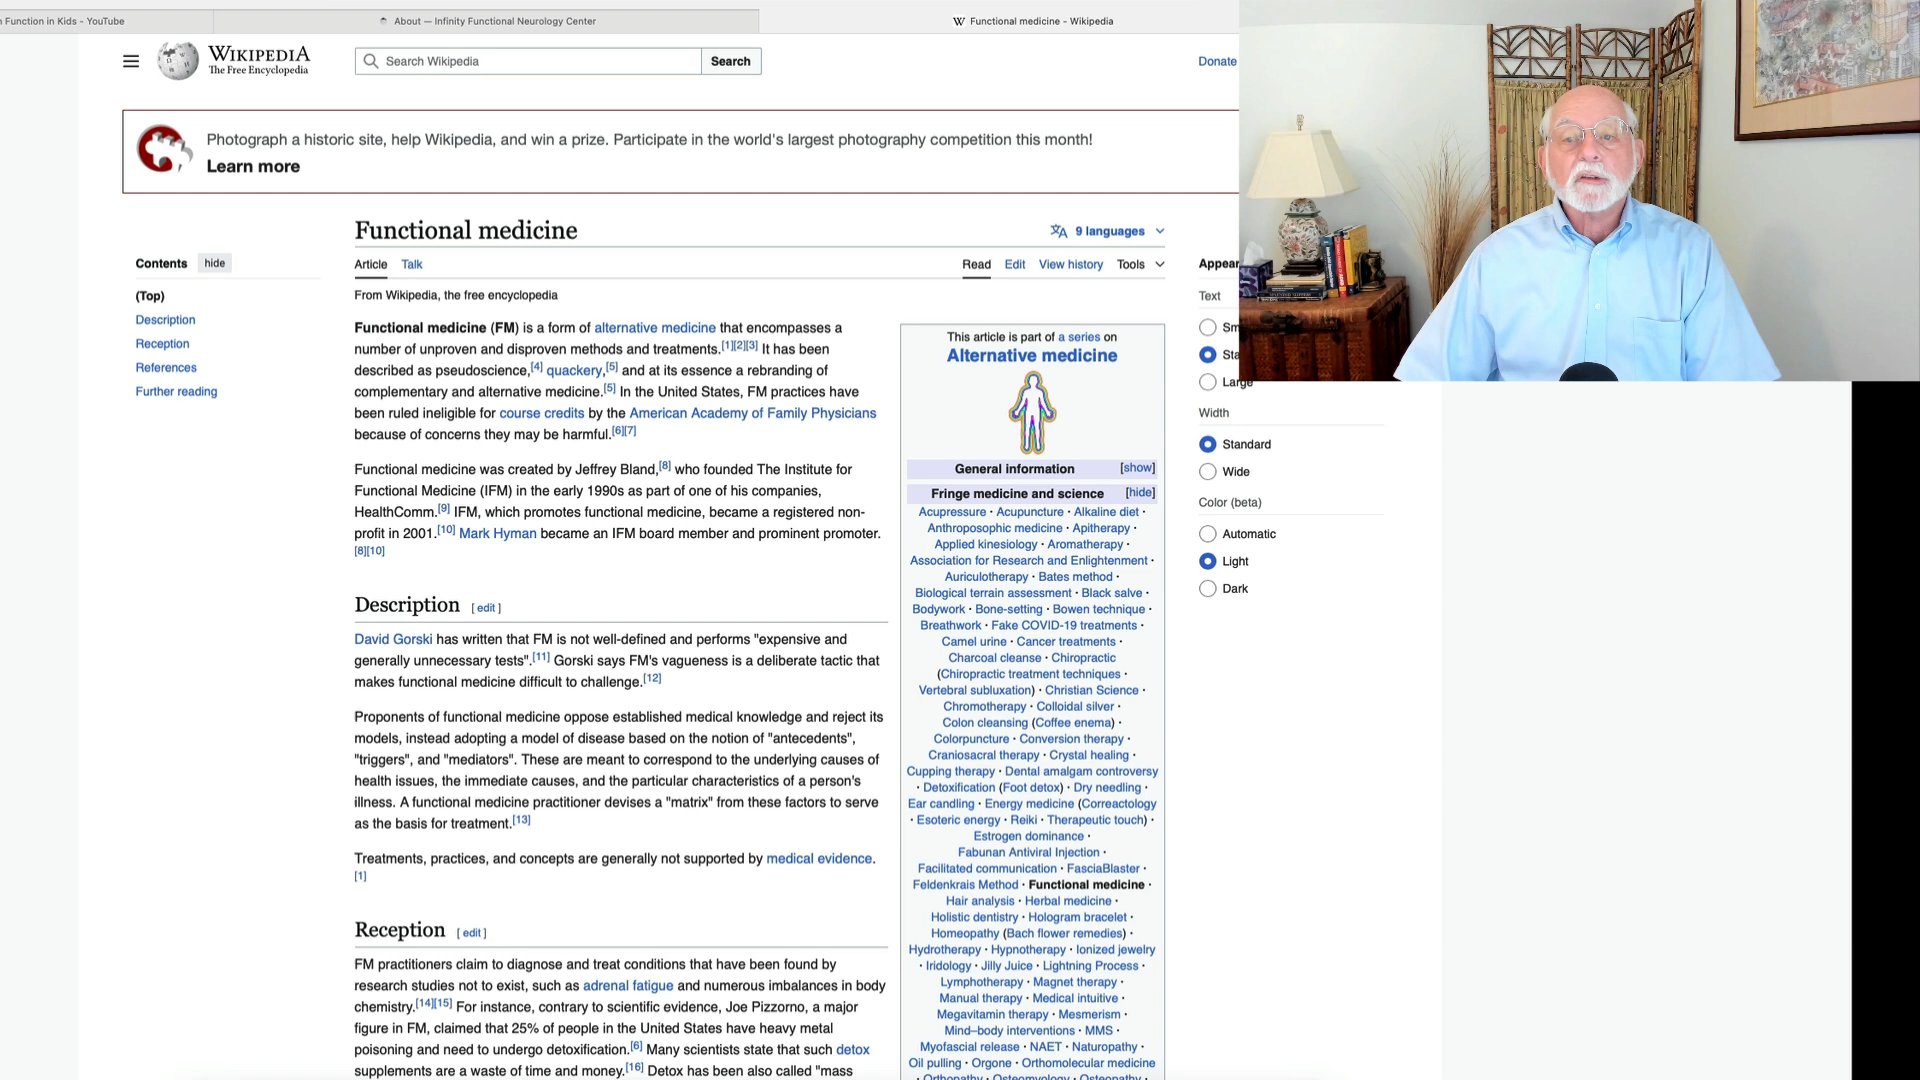 n Function in Kids - YouTube
About — Infinity Functional Neurology Center
Functional medicine - Wikipedia
WIKIPEDIA
The Free Encyclopedia
Search Wikipedia
Search
Donate
Photograph a historic site, help Wikipedia, and win a prize. Participate in the world's largest photography competition this month!
Learn more
Functional medicine
9 languages
Contents
hide
Article
Talk
Read
Edit
View history
Tools
Appear
(Top)
Description
Reception
References
Further reading
From Wikipedia, the free encyclopedia
Functional medicine (FM) is a form of alternative medicine that encompasses a
number of unproven and disproven methods and treatments.[1][2][3] It has been
described as pseudoscience,[4] quackery,[5] and at its essence a rebranding of
complementary and alternative medicine.[5] In the United States, FM practices have
been ruled ineligible for course credits by the American Academy of Family Physicians
because of concerns they may be harmful.[6][7]
Functional medicine was created by Jeffrey Bland,[8] who founded The Institute for
Functional Medicine (IFM) in the early 1990s as part of one of his companies,
HealthComm.[9] IFM, which promotes functional medicine, became a registered non-
profit in 2001.[10] Mark Hyman became an IFM board member and prominent promoter.
[8][10]
Description
[ edit ]
David Gorski has written that FM is not well-defined and performs "expensive and
generally unnecessary tests".[11] Gorski says FM's vagueness is a deliberate tactic that
makes functional medicine difficult to challenge.[12]
Proponents of functional medicine oppose established medical knowledge and reject its
models, instead adopting a model of disease based on the notion of "antecedents",
"triggers", and "mediators". These are meant to correspond to the underlying causes of
health issues, the immediate causes, and the particular characteristics of a person's
illness. A functional medicine practitioner devises a "matrix" from these factors to serve
as the basis for treatment.[13]
Treatments, practices, and concepts are generally not supported by medical evidence.
[1]
Reception
[ edit ]
FM practitioners claim to diagnose and treat conditions that have been found by
research studies not to exist, such as adrenal fatigue and numerous imbalances in body
chemistry.[14][15] For instance, contrary to scientific evidence, Joe Pizzorno, a major
figure in FM, claimed that 25% of people in the United States have heavy metal
poisoning and need to undergo detoxification.[6] Many scientists state that such detox
supplements are a waste of time and money.[16] Detox has been also called "mass
This article is part of a series on
Alternative medicine
General information [show]
Fringe medicine and science [hide]
Acupressure · Acupuncture · Alkaline diet ·
Anthroposophic medicine · Apitherapy ·
Applied kinesiology · Aromatherapy ·
Association for Research and Enlightenment ·
Auriculotherapy · Bates method ·
Biological terrain assessment · Black salve ·
Bodywork · Bone-setting · Bowen technique ·
Breathwork · Fake COVID-19 treatments ·
Camel urine · Cancer treatments ·
Charcoal cleanse · Chiropractic
(Chiropractic treatment techniques ·
Vertebral subluxation) · Christian Science ·
Chromotherapy · Colloidal silver ·
Colon cleansing (Coffee enema) ·
Colorpuncture · Conversion therapy ·
Craniosacral therapy · Crystal healing ·
Cupping therapy · Dental amalgam controversy
· Detoxification (Foot detox) · Dry needling ·
Ear candling · Energy medicine (Correactology
· Esoteric energy · Reiki · Therapeutic touch) ·
Estrogen dominance ·
Fabunan Antiviral Injection ·
Facilitated communication · FasciaBlaster ·
Feldenkrais Method · Functional medicine ·
Hair analysis · Herbal medicine ·
Holistic dentistry · Hologram bracelet ·
Homeopathy (Bach flower remedies) ·
Hydrotherapy · Hypnotherapy · Ionized jewelry
· Iridology · Jilly Juice · Lightning Process ·
Lymphotherapy · Magnet therapy ·
Manual therapy · Medical intuitive ·
Megavitamin therapy · Mesmerism ·
Mind–body interventions · MMS ·
Myofascial release · NAET · Naturopathy ·
Oil pulling · Orgone · Orthomolecular medicine
· Orthopathy · Osteomyology · Osteopathy ·
Text
Sm
Sta
Large
Width
Standard
Wide
Color (beta)
Automatic
Light
Dark